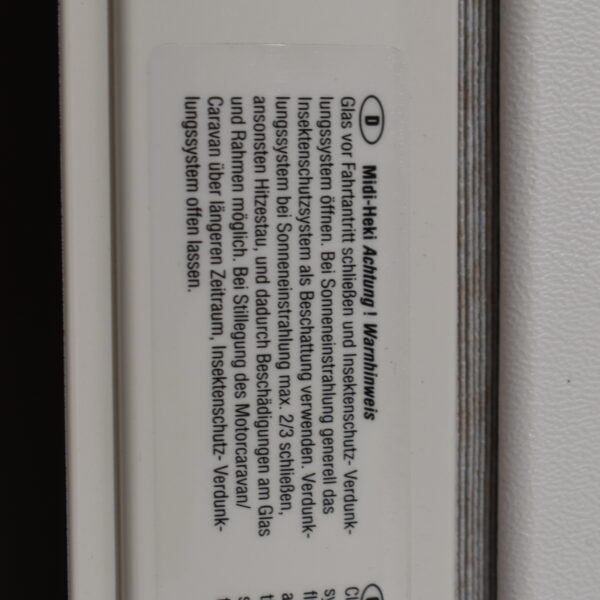 D Midi-Heki Achtung ! Warnhinweis
Glas vor Fahrtantritt schließen und Insektenschutz- Verdunk-
lungssystem öffnen. Bei Sonneneinstrahlung generell das
Insektenschutzsystem als Beschattung verwenden. Verdunk-
lungssystem bei Sonneneinstrahlung max. 2/3 schließen,
ansonsten Hitzestau, und dadurch Beschädigungen am Glas
und Rahmen möglich. Bei Stillegung des Motorcaravan/
Caravan über längeren Zeitraum, Insektenschutz- Verdunk-
lungssystem offen lassen.